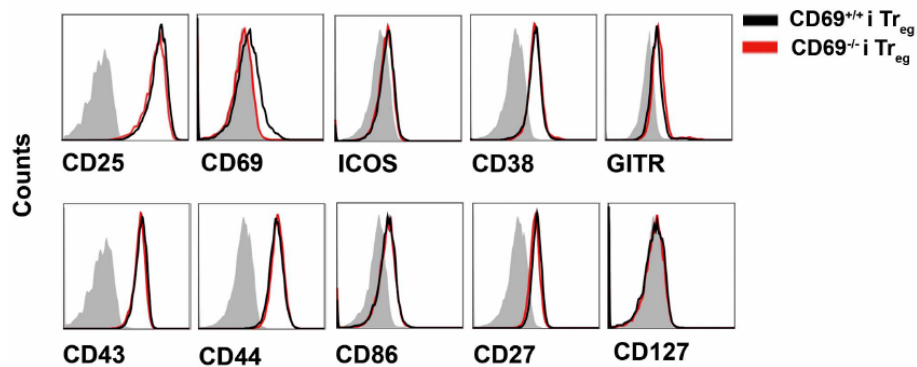 CD69+/+ i Treg
CD69-/- i Treg
Counts
CD25 CD69 ICOS CD38 GITR
CD43 CD44 CD86 CD27 CD127